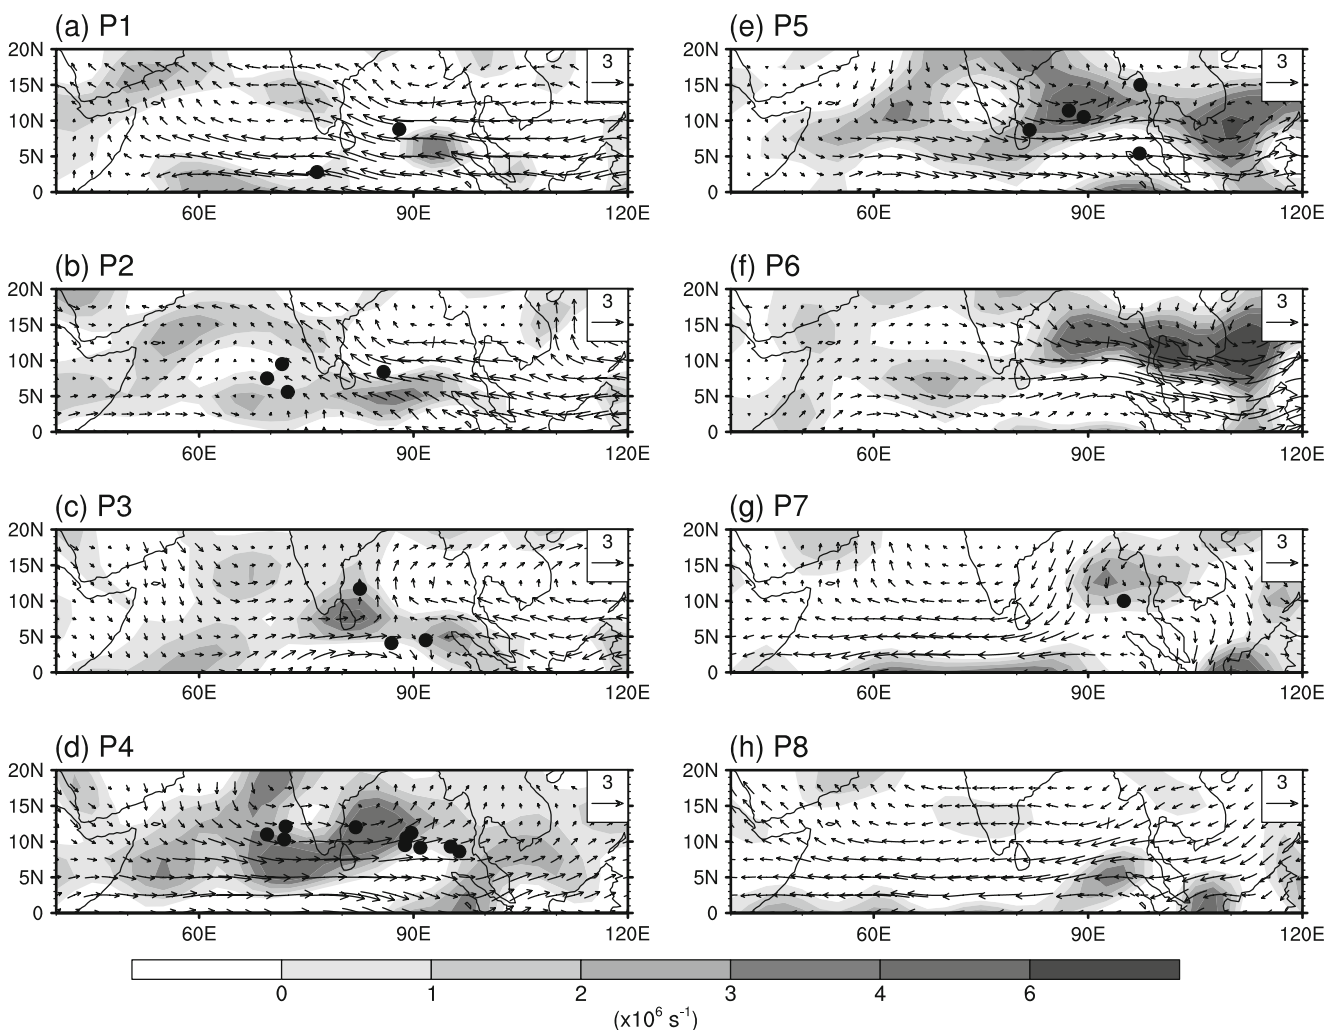 (a) P1
20N
15N
10N
5N
0
60E 90E 120E
3
(b) P2
20N
15N
10N
5N
0
60E 90E 120E
3
(c) P3
20N
15N
10N
5N
0
60E 90E 120E
3
(d) P4
20N
15N
10N
5N
0
60E 90E 120E
3
(e) P5
20N
15N
10N
5N
0
60E 90E 120E
3
(f) P6
20N
15N
10N
5N
0
60E 90E 120E
3
(g) P7
20N
15N
10N
5N
0
60E 90E 120E
3
(h) P8
20N
15N
10N
5N
0
60E 90E 120E
3
0 1 2 3 4 6
(x10⁶ s⁻¹)